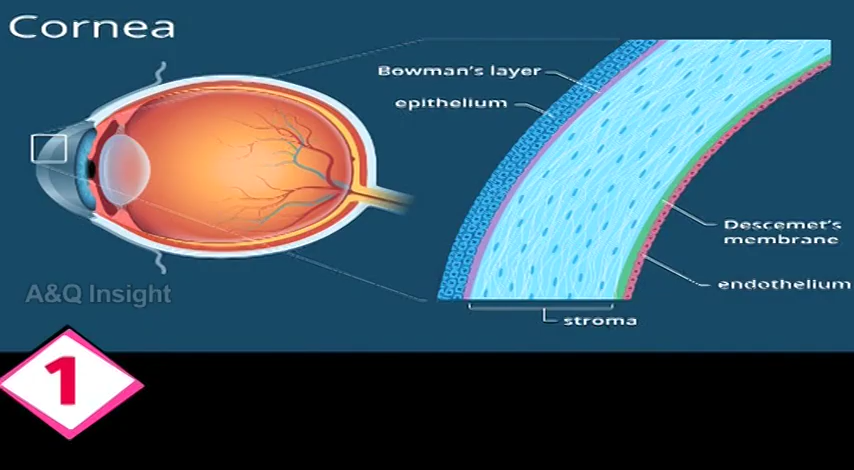 Cornea
Bowman's layer
epithelium
Descemet's
membrane
endothelium
stroma
A&Q Insight
1